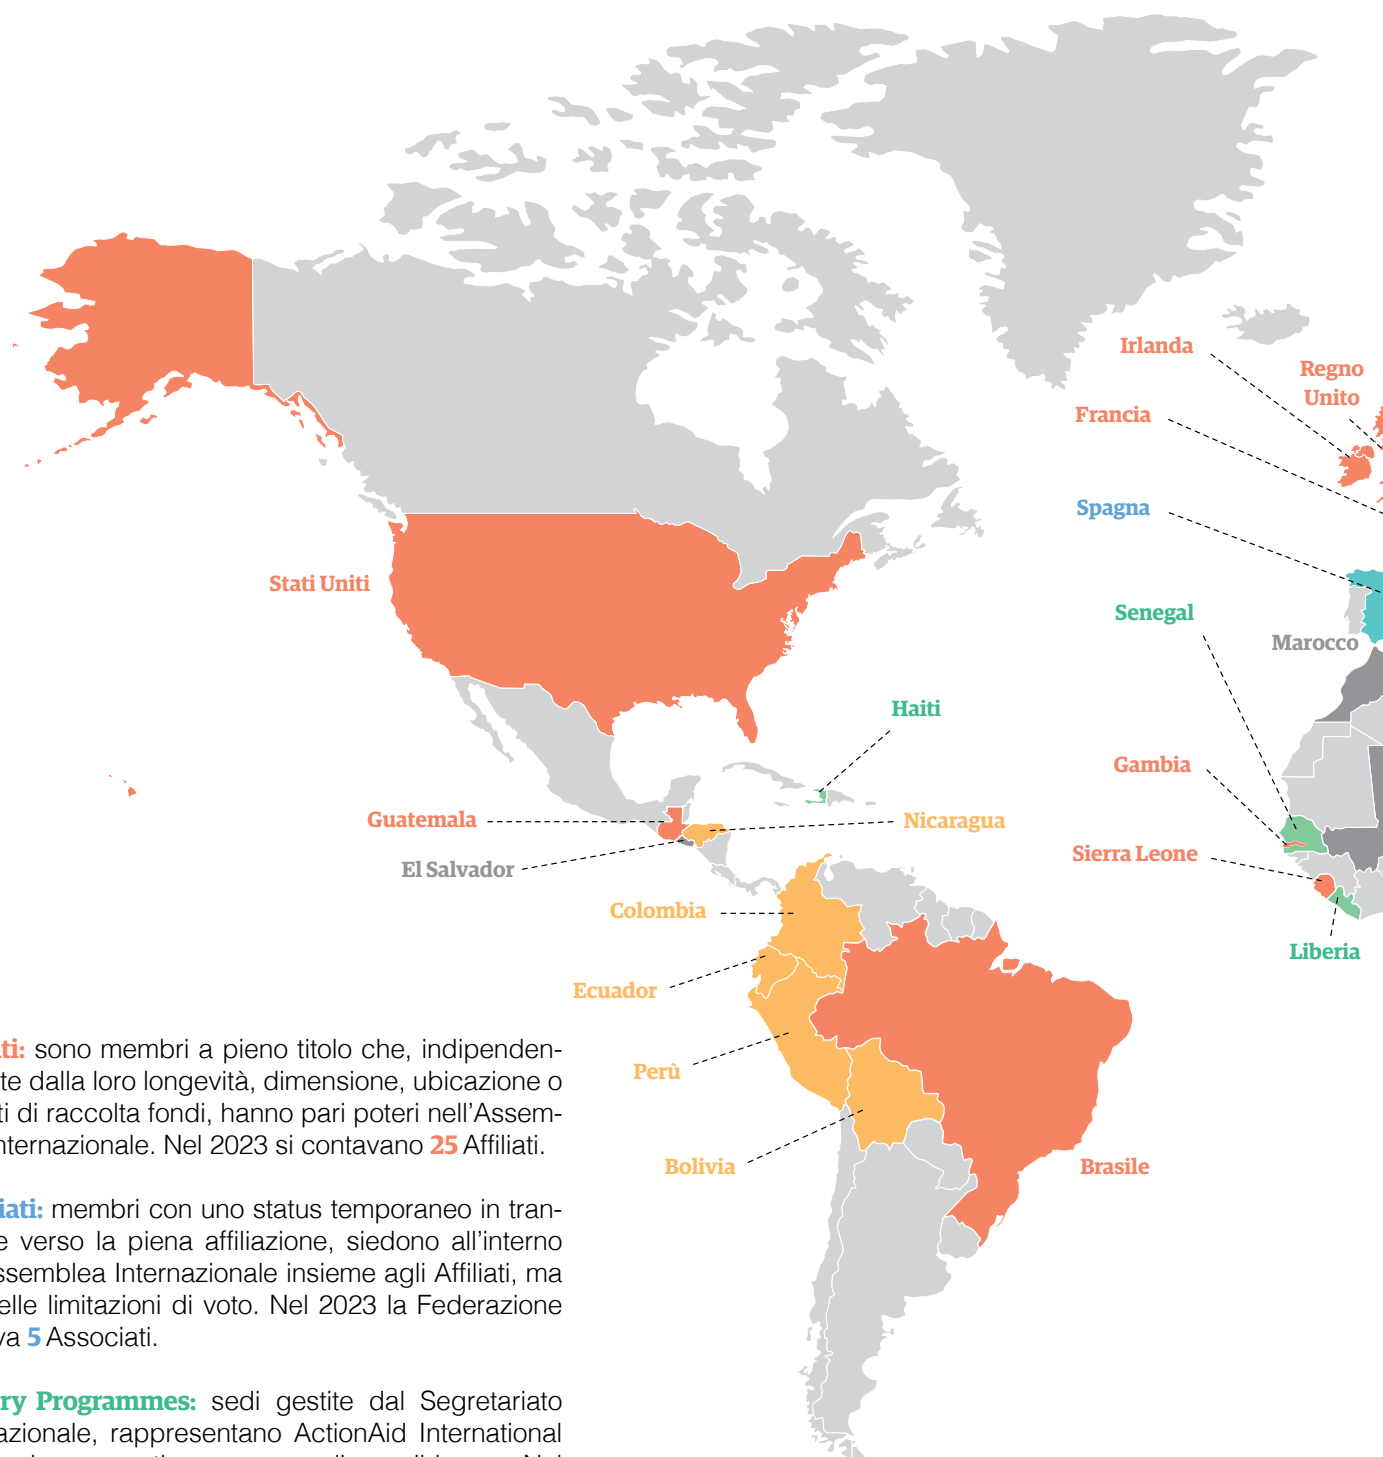 Irlanda
Regno
Unito
Francia
Spagna
Stati Uniti
Senegal
Marocco
Haiti
Gambia
Guatemala
Nicaragua
El Salvador
Sierra Leone
Colombia
Liberia
Ecuador
Perù
Bolivia
Brasile
ti: sono membri a pieno titolo che, indipenden-
te dalla loro longevità, dimensione, ubicazione o
ti di raccolta fondi, hanno pari poteri nell'Assem-
nternazionale. Nel 2023 si contavano 25 Affiliati.
iati: membri con uno status temporaneo in tran-
e verso la piena affiliazione, siedono all'interno
ssemblea Internazionale insieme agli Affiliati, ma
elle limitazioni di voto. Nel 2023 la Federazione
va 5 Associati.
ry Programmes: sedi gestite dal Segretariato
azionale, rappresentano ActionAid International